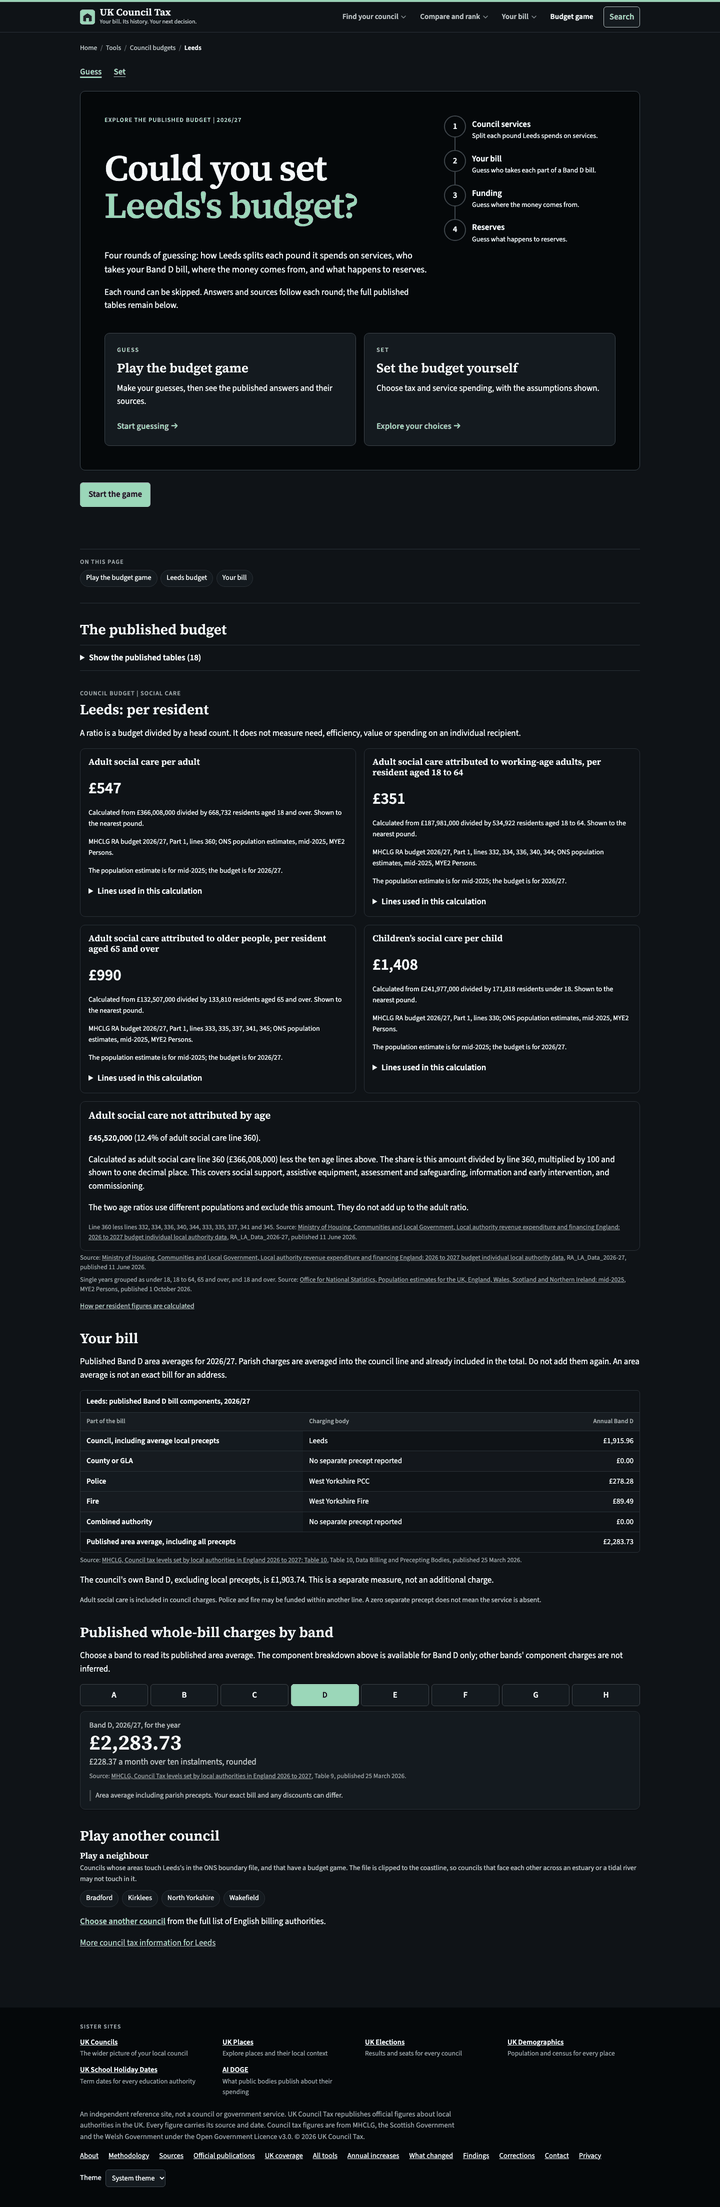 UK Council Tax
Your bill. Its history. Your next decision.
Find your council
Compare and rank
Your bill
Budget game
Search
Home / Tools / Council budgets / Leeds
Guess
Set
EXPLORE THE PUBLISHED BUDGET | 2026/27
Could you set
Leeds's budget?
Four rounds of guessing: how Leeds splits each pound it spends on services, who
takes your Band D bill, where the money comes from, and what happens to reserves.
Each round can be skipped. Answers and sources follow each round; the full published
tables remain below.
1
Council services
Split each pound Leeds spends on services.
2
Your bill
Guess who takes each part of a Band D bill.
3
Funding
Guess where the money comes from.
4
Reserves
Guess what happens to reserves.
GUESS
Play the budget game
Make your guesses, then see the published answers and their
sources.
Start guessing →
SET
Set the budget yourself
Choose tax and service spending, with the assumptions shown.
Explore your choices →
Start the game
ON THIS PAGE
Play the budget game
Leeds budget
Your bill
The published budget
▶ Show the published tables (18)
COUNCIL BUDGET | SOCIAL CARE
Leeds: per resident
A ratio is a budget divided by a head count. It does not measure need, efficiency, value or spending on an individual recipient.
Adult social care per adult
£547
Calculated from £366,008,000 divided by 668,732 residents aged 18 and over. Shown to
the nearest pound.
MHCLG RA budget 2026/27, Part 1, lines 360; ONS population estimates, mid-2025, MYE2
Persons.
The population estimate is for mid-2025; the budget is for 2026/27.
▶ Lines used in this calculation
Adult social care attributed to working-age adults, per
resident aged 18 to 64
£351
Calculated from £187,981,000 divided by 534,922 residents aged 18 to 64. Shown to the
nearest pound.
MHCLG RA budget 2026/27, Part 1, lines 332, 334, 336, 340, 344; ONS population
estimates, mid-2025, MYE2 Persons.
The population estimate is for mid-2025; the budget is for 2026/27.
▶ Lines used in this calculation
Adult social care attributed to older people, per resident
aged 65 and over
£990
Calculated from £132,507,000 divided by 133,810 residents aged 65 and over. Shown to
the nearest pound.
MHCLG RA budget 2026/27, Part 1, lines 333, 335, 337, 341, 345; ONS population
estimates, mid-2025, MYE2 Persons.
The population estimate is for mid-2025; the budget is for 2026/27.
▶ Lines used in this calculation
Children's social care per child
£1,408
Calculated from £241,977,000 divided by 171,818 residents under 18. Shown to the
nearest pound.
MHCLG RA budget 2026/27, Part 1, lines 330; ONS population estimates, mid-2025, MYE2
Persons.
The population estimate is for mid-2025; the budget is for 2026/27.
▶ Lines used in this calculation
Adult social care not attributed by age
£45,520,000 (12.4% of adult social care line 360).
Calculated as adult social care line 360 (£366,008,000) less the ten age lines above. The share is this amount divided by line 360, multiplied by 100 and
shown to one decimal place. This covers social support, assistive equipment, assessment and safeguarding, information and early intervention, and
commissioning.
The two age ratios use different populations and exclude this amount. They do not add up to the adult ratio.
Line 360 less lines 332, 334, 336, 340, 344, 333, 335, 337, 341 and 345. Source: Ministry of Housing, Communities and Local Government, Local authority revenue expenditure and financing England:
2026 to 2027 budget individual local authority data, RA_LA_Data_2026-27, published 11 June 2026.
Source: Ministry of Housing, Communities and Local Government, Local authority revenue expenditure and financing England: 2026 to 2027 budget individual local authority data, RA_LA_Data_2026-27,
published 11 June 2026.
Single years grouped as under 18, 18 to 64, 65 and over, and 18 and over. Source: Office for National Statistics, Population estimates for the UK, England, Wales, Scotland and Northern Ireland: mid-2025,
MYE2 Persons, published 1 October 2026.
How per resident figures are calculated
Your bill
Published Band D area averages for 2026/27. Parish charges are averaged into the council line and already included in the total. Do not add them again. An area
average is not an exact bill for an address.
Leeds: published Band D bill components, 2026/27
Part of the bill
Charging body
Annual Band D
Council, including average local precepts
Leeds
£1,915.96
County or GLA
No separate precept reported
£0.00
Police
West Yorkshire PCC
£278.28
Fire
West Yorkshire Fire
£89.49
Combined authority
No separate precept reported
£0.00
Published area average, including all precepts
£2,283.73
Source: MHCLG, Council tax levels set by local authorities in England 2026 to 2027: Table 10, Table 10, Data Billing and Precepting Bodies, published 25 March 2026.
The council's own Band D, excluding local precepts, is £1,903.74. This is a separate measure, not an additional charge.
Adult social care is included in council charges. Police and fire may be funded within another line. A zero separate precept does not mean the service is absent.
Published whole-bill charges by band
Choose a band to read its published area average. The component breakdown above is available for Band D only; other bands' component charges are not
inferred.
A
B
C
D
E
F
G
H
Band D, 2026/27, for the year
£2,283.73
£228.37 a month over ten instalments, rounded
Source: MHCLG, Council Tax levels set by local authorities in England 2026 to 2027, Table 9, published 25 March 2026.
Area average including parish precepts. Your exact bill and any discounts can differ.
Play another council
Play a neighbour
Councils whose areas touch Leeds's in the ONS boundary file, and that have a budget game. The file is clipped to the coastline, so councils that face each other across an estuary or a tidal river
may not touch in it.
Bradford
Kirklees
North Yorkshire
Wakefield
Choose another council from the full list of English billing authorities.
More council tax information for Leeds
SISTER SITES
UK Councils
The wider picture of your local council
UK Places
Explore places and their local context
UK Elections
Results and seats for every council
UK Demographics
Population and census for every place
UK School Holiday Dates
Term dates for every education authority
AI DOGE
What public bodies publish about their
spending
An independent reference site, not a council or government service. UK Council Tax republishes official figures about local
authorities in the UK. Every figure carries its source and date. Council tax figures are from MHCLG, the Scottish Government
and the Welsh Government under the Open Government Licence v3.0. © 2026 UK Council Tax.
About
Methodology
Sources
Official publications
UK coverage
All tools
Annual increases
What changed
Findings
Corrections
Contact
Privacy
Theme
System theme